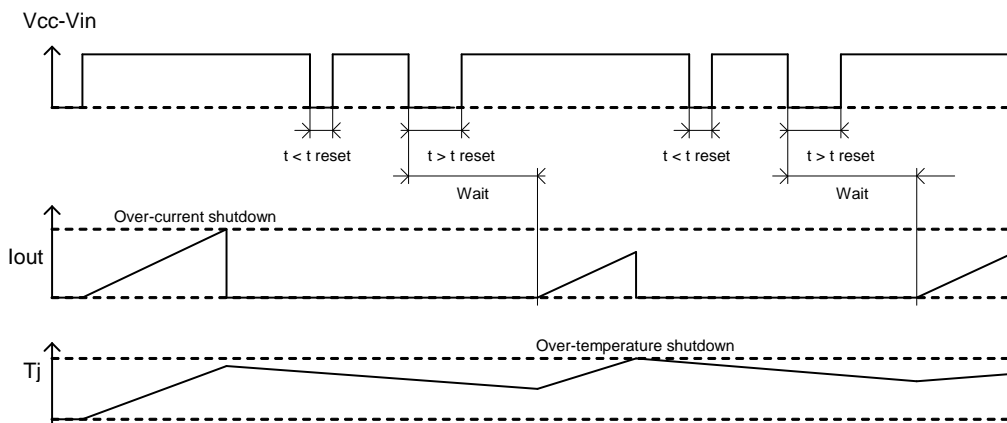 Vcc-Vin
t < t reset
t > t reset
t < t reset
t > t reset
Wait
Wait
Over-current shutdown
Iout
Over-temperature shutdown
Tj